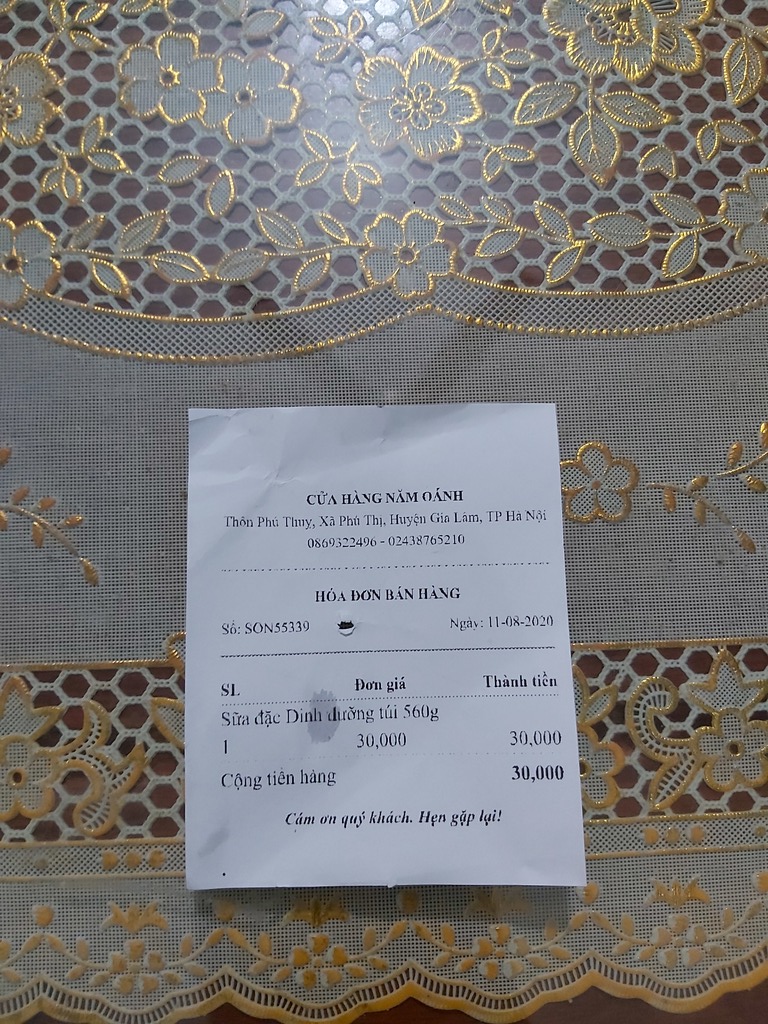 CỬA HÀNG NĂM OÁNH
Thôn Phú Thuỵ, Xã Phú Thị, Huyện Gia Lâm, TP Hà Nội
0869322496 - 02438765210
HÓA ĐƠN BÁN HÀNG
Số: SON55339 Ngày: 11-08-2020
SL Đơn giá Thành tiền
Sữa đặc Dinh dưỡng túi 560g
1 30,000 30,000
Cộng tiền hàng 30,000
Cám ơn quý khách. Hẹn gặp lại!